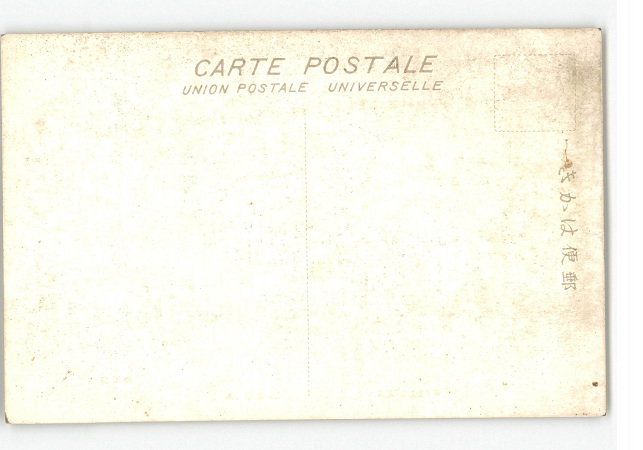 CARTE POSTALE
UNION POSTALE UNIVERSELLE
きかは便郵